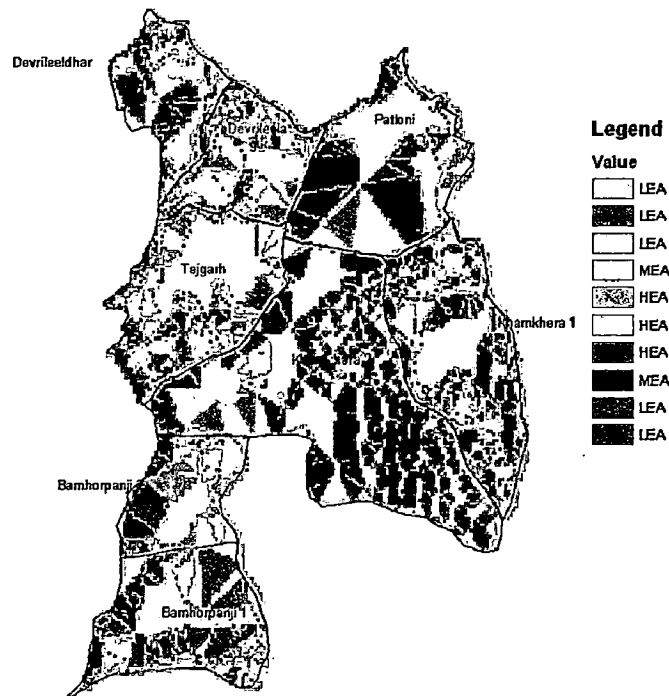 Devrileeldhar
Patloni
Tejgarh
Bamhorpanji
Bamhorpanji 1
Legend
Value
LEA
LEA
LEA
MEA
HEA
HEA
HEA
MEA
LEA
LEA